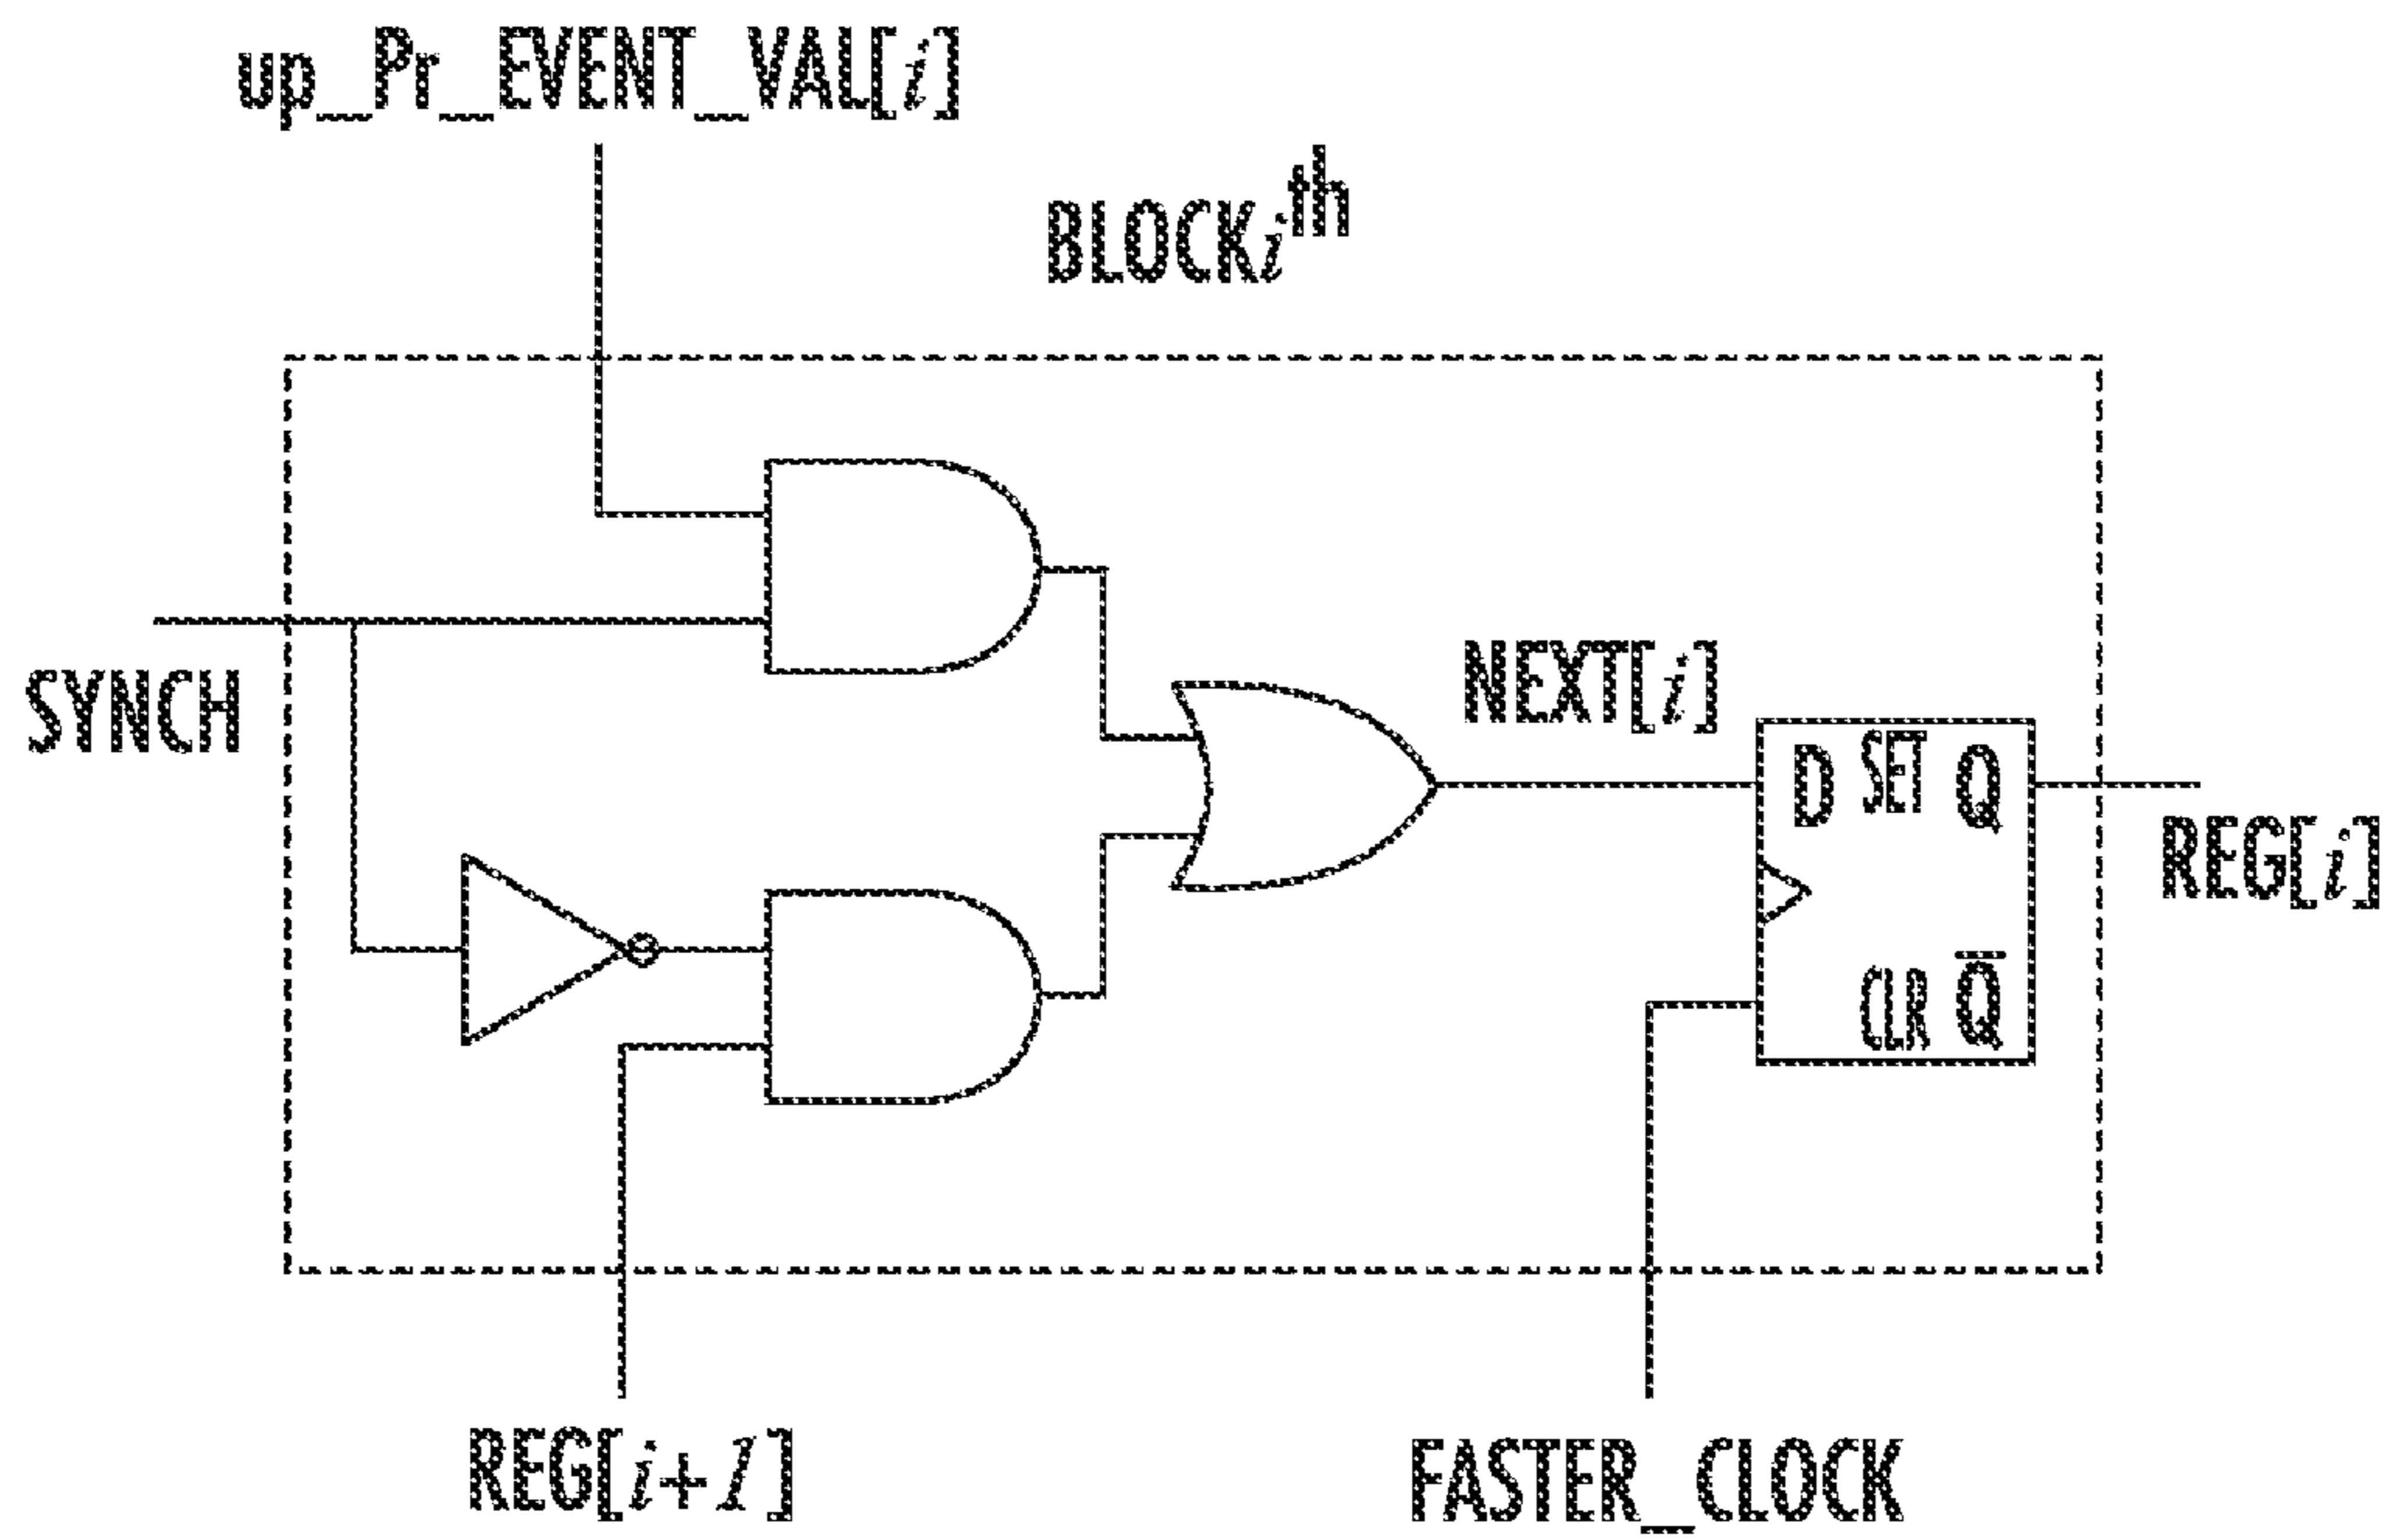 up_Pr_EVENT_VAL[i]
BLOCKi^th
SYNCH
NEXT[i]
D SET Q
REG[i]
CLR Q̅
REG[i+1]
FASTER_CLOCK